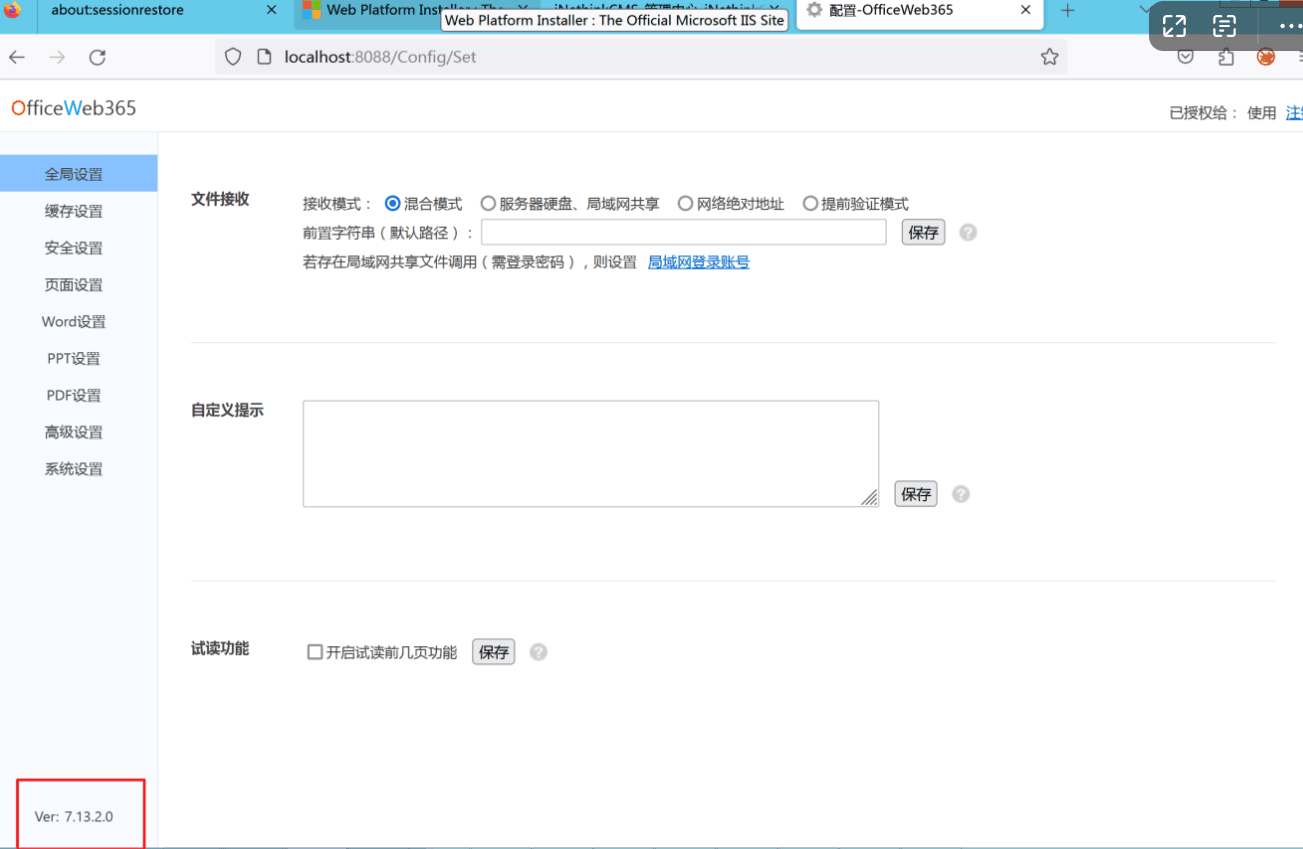 about:sessionrestore
Web Platform Installer : The
配置-OfficeWeb365
Web Platform Installer : The Official Microsoft IIS Site
localhost:8088/Config/Set
OfficeWeb365
已授权给： 使用
全局设置
缓存设置
安全设置
页面设置
Word设置
PPT设置
PDF设置
高级设置
系统设置
文件接收
接收模式： 混合模式 服务器硬盘、局域网共享 网络绝对地址 提前验证模式
前置字符串（默认路径）： 保存 ?
若存在局域网共享文件调用（需登录密码），则设置 局域网登录账号
自定义提示
保存 ?
试读功能
开启试读前几页功能 保存 ?
Ver: 7.13.2.0